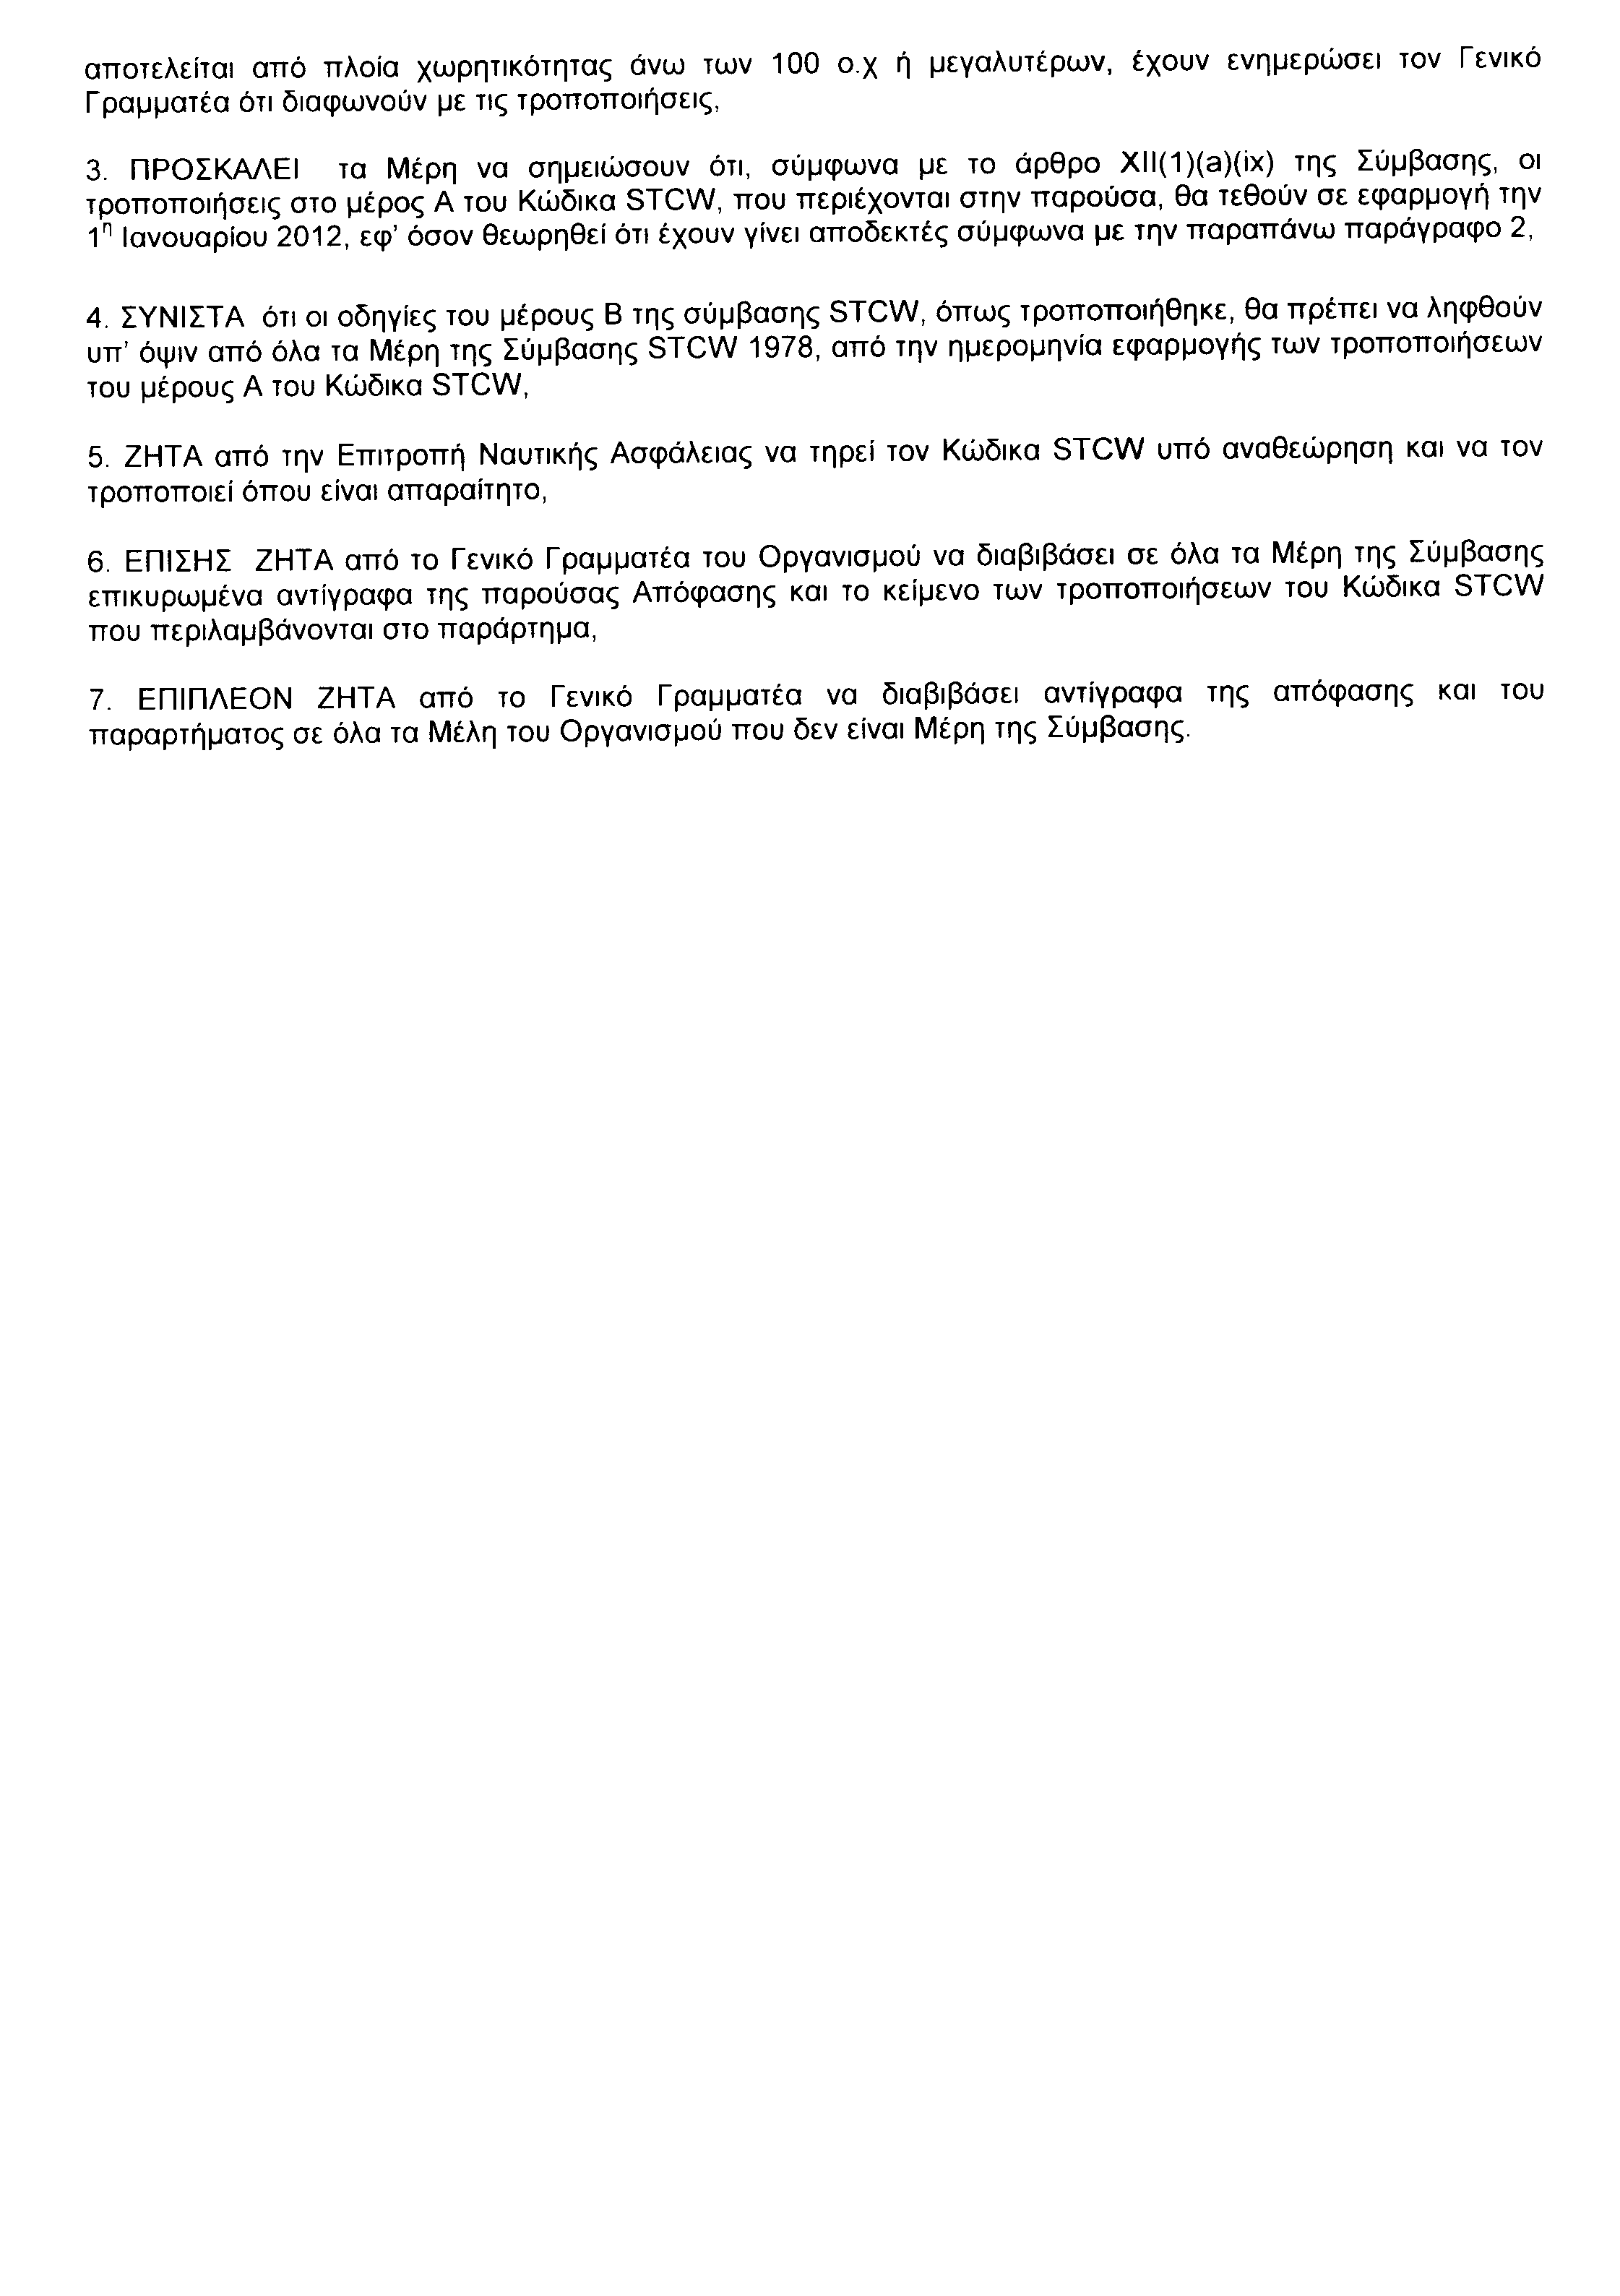 αποτελείται από πλοία χωρητικότητας άνω των 100 ο.χ ή μεγαλυτέρων, έχουν ενημερώσει τον Γενικό
Γραμματέα ότι διαφωνούν με τις τροποποιήσεις,
3. ΠΡΟΣΚΑΛΕΙ τα Μέρη να σημειώσουν ότι, σύμφωνα με το άρθρο XII(1)(a)(ix) της Σύμβασης, οι
τροποποιήσεις στο μέρος Α του Κώδικα STCW, που περιέχονται στην παρούσα, θα τεθούν σε εφαρμογή την
1η Ιανουαρίου 2012, εφ’ όσον θεωρηθεί ότι έχουν γίνει αποδεκτές σύμφωνα με την παραπάνω παράγραφο 2,
4. ΣΥΝΙΣΤΑ ότι οι οδηγίες του μέρους Β της σύμβασης STCW, όπως τροποποιήθηκε, θα πρέπει να ληφθούν
υπ’ όψιν από όλα τα Μέρη της Σύμβασης STCW 1978, από την ημερομηνία εφαρμογής των τροποποιήσεων
του μέρους Α του Κώδικα STCW,
5. ΖΗΤΑ από την Επιτροπή Ναυτικής Ασφάλειας να τηρεί τον Κώδικα STCW υπό αναθεώρηση και να τον
τροποποιεί όπου είναι απαραίτητο,
6. ΕΠΙΣΗΣ ΖΗΤΑ από το Γενικό Γραμματέα του Οργανισμού να διαβιβάσει σε όλα τα Μέρη της Σύμβασης
επικυρωμένα αντίγραφα της παρούσας Απόφασης και το κείμενο των τροποποιήσεων του Κώδικα STCW
που περιλαμβάνονται στο παράρτημα,
7. ΕΠΙΠΛΕΟΝ ΖΗΤΑ από το Γενικό Γραμματέα να διαβιβάσει αντίγραφα της απόφασης και του
παραρτήματος σε όλα τα Μέλη του Οργανισμού που δεν είναι Μέρη της Σύμβασης.